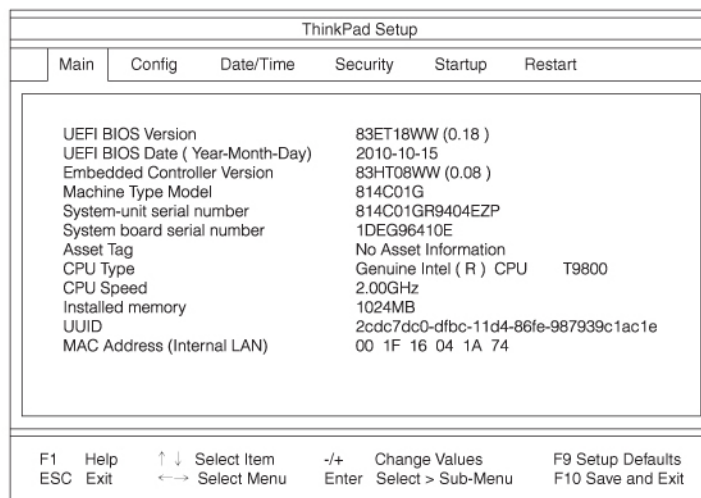 ThinkPad Setup
Main Config Date/Time Security Startup Restart
UEFI BIOS Version 83ET18WW (0.18 )
UEFI BIOS Date ( Year-Month-Day) 2010-10-15
Embedded Controller Version 83HT08WW (0.08 )
Machine Type Model 814C01G
System-unit serial number 814C01GR9404EZP
System board serial number 1DEG96410E
Asset Tag No Asset Information
CPU Type Genuine Intel ( R ) CPU T9800
CPU Speed 2.00GHz
Installed memory 1024MB
UUID 2cdc7dc0-dfbc-11d4-86fe-987939c1ac1e
MAC Address (Internal LAN) 00 1F 16 04 1A 74
F1 Help ↑ ↓ Select Item -/+ Change Values F9 Setup Defaults
ESC Exit ←→ Select Menu Enter Select > Sub-Menu F10 Save and Exit